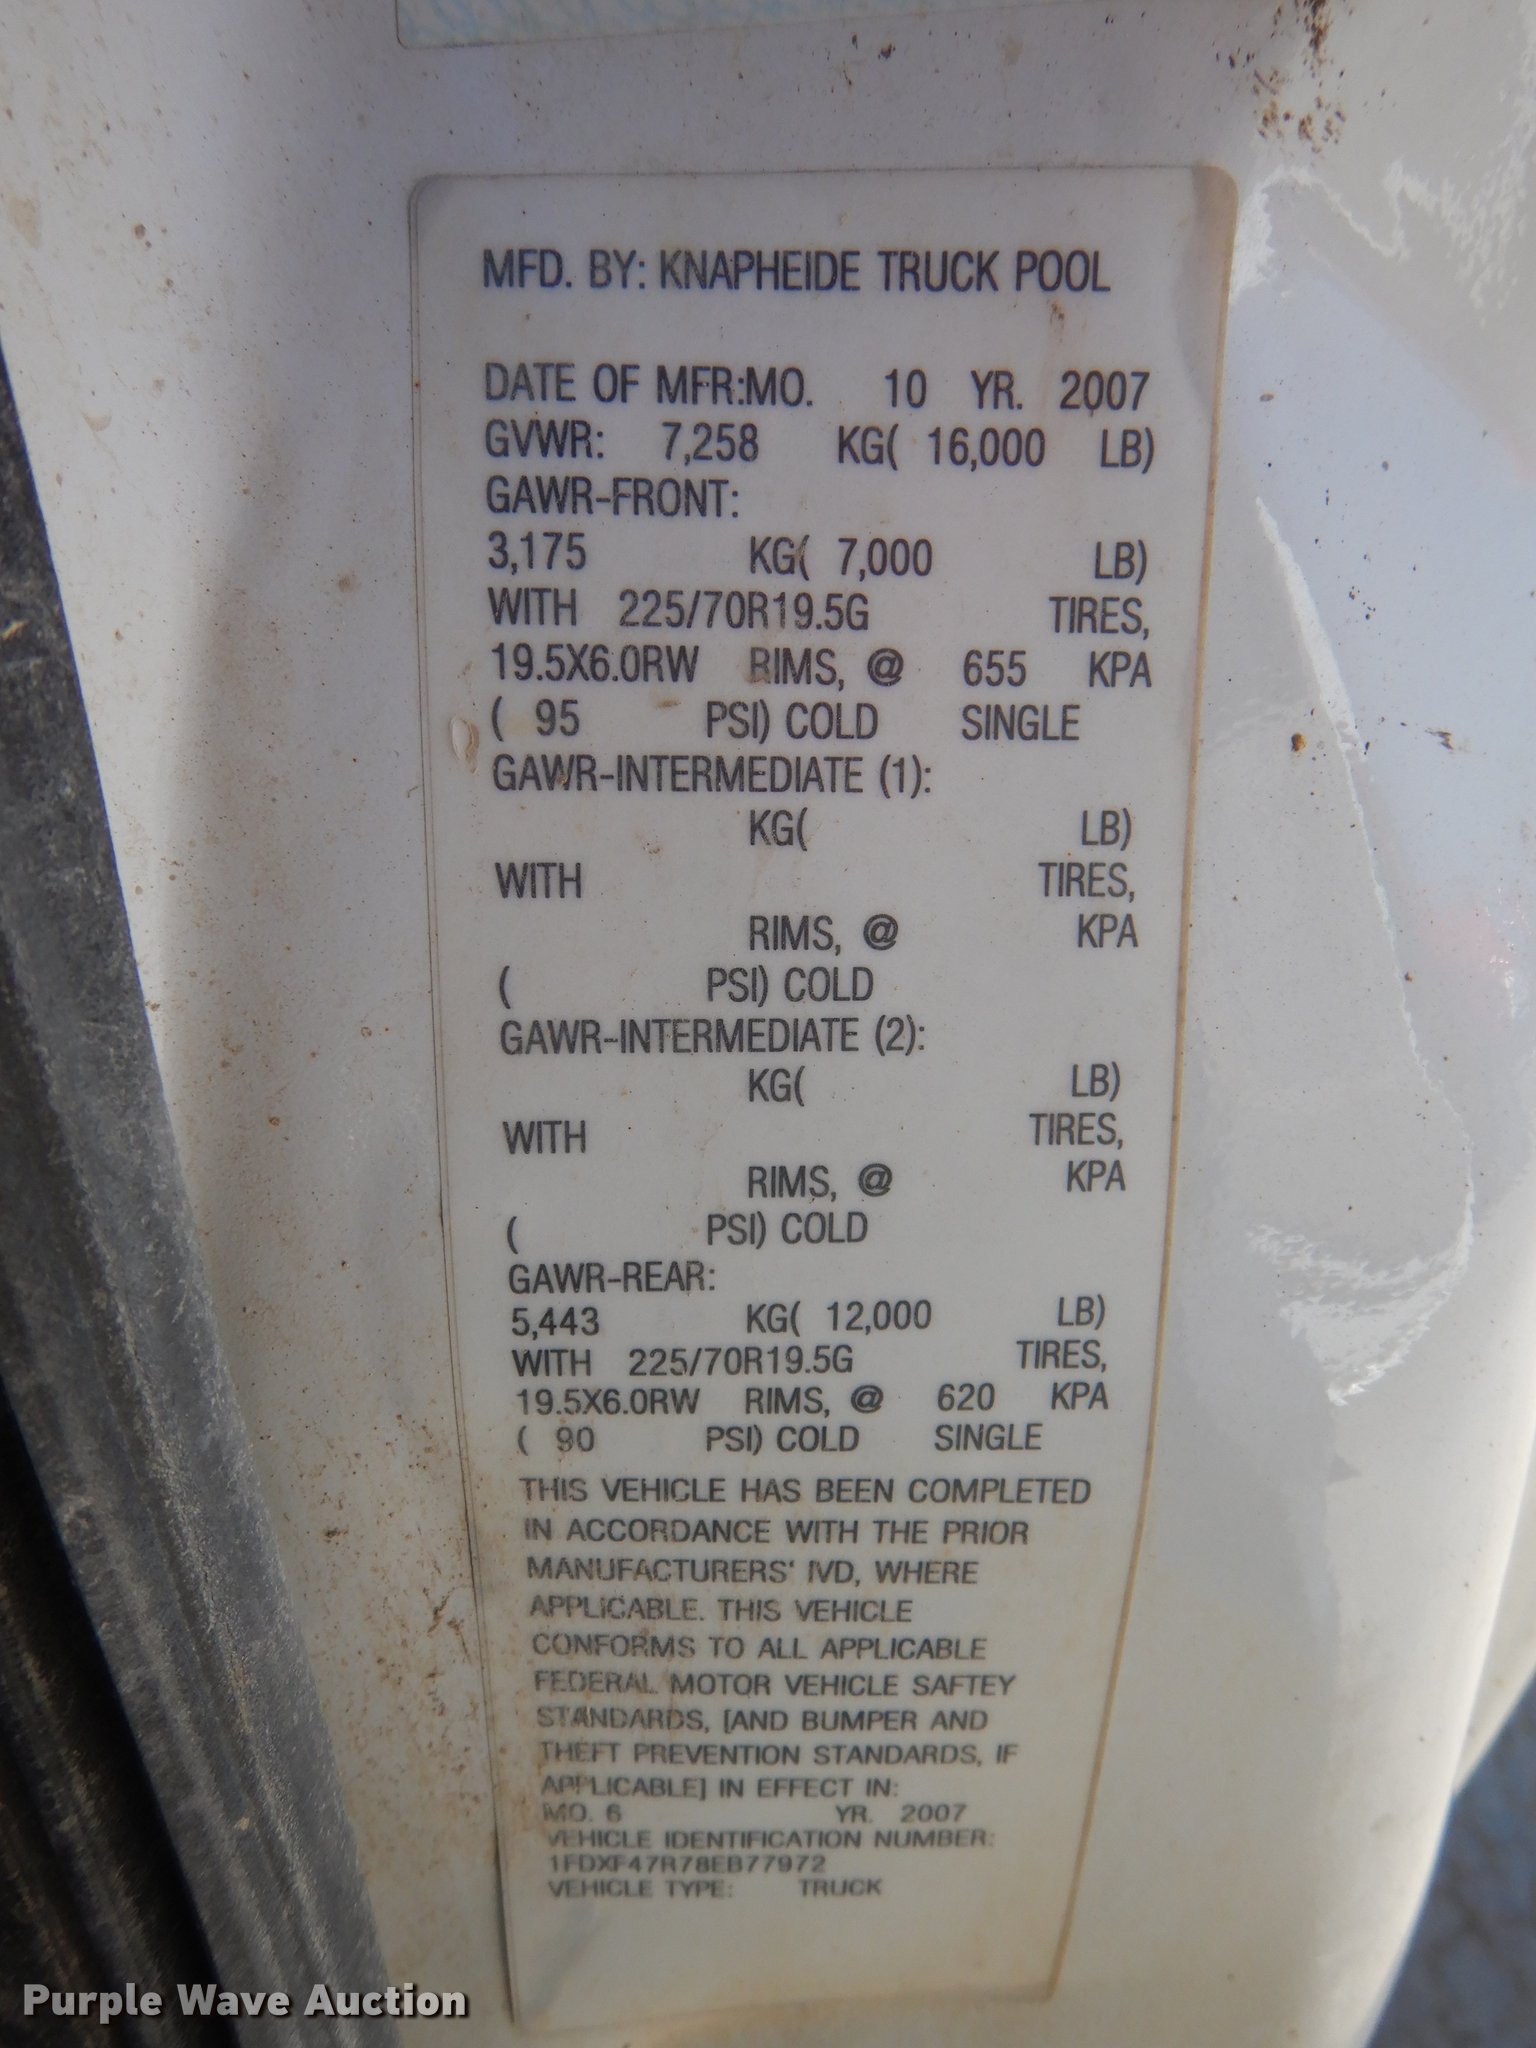 MFD. BY: KNAPHEIDE TRUCK POOL
DATE OF MFR:MO. 10 YR. 2007
GVWR: 7,258 KG( 16,000 LB)
GAWR-FRONT:
3,175 KG( 7,000 LB)
WITH 225/70R19.5G TIRES,
19.5X6.0RW RIMS, @ 655 KPA
( 95 PSI) COLD SINGLE
GAWR-INTERMEDIATE (1):
KG( LB)
WITH TIRES,
RIMS, @ KPA
( PSI) COLD
GAWR-INTERMEDIATE (2):
KG( LB)
WITH TIRES,
RIMS, @ KPA
( PSI) COLD
GAWR-REAR:
5,443 KG( 12,000 LB)
WITH 225/70R19.5G TIRES,
19.5X6.0RW RIMS, @ 620 KPA
( 90 PSI) COLD SINGLE
THIS VEHICLE HAS BEEN COMPLETED
IN ACCORDANCE WITH THE PRIOR
MANUFACTURERS' IVD, WHERE
APPLICABLE. THIS VEHICLE
CONFORMS TO ALL APPLICABLE
FEDERAL MOTOR VEHICLE SAFTEY
STANDARDS, [AND BUMPER AND
THEFT PREVENTION STANDARDS, IF
APPLICABLE] IN EFFECT IN:
MO. 6 YR. 2007
VEHICLE IDENTIFICATION NUMBER:
1FDXF47R78EB77972
VEHICLE TYPE: TRUCK
Purple Wave Auction